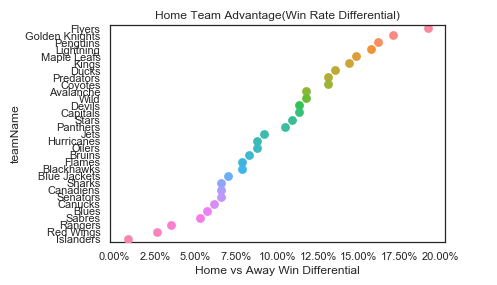 Home Team Advantage(Win Rate Differential)
Flyers
Golden Knights
Penguins
Lightning
Maple Leafs
Kings
Ducks
Predators
Coyotes
Avalanche
Wild
Devils
Capitals
Stars
Panthers
Jets
Hurricanes
Oilers
Bruins
Flames
Blackhawks
Blue Jackets
Sharks
Canadiens
Senators
Canucks
Blues
Sabres
Rangers
Red Wings
Islanders
teamName
0.00% 2.50% 5.00% 7.50% 10.00% 12.50% 15.00% 17.50% 20.00%
Home vs Away Win Differential